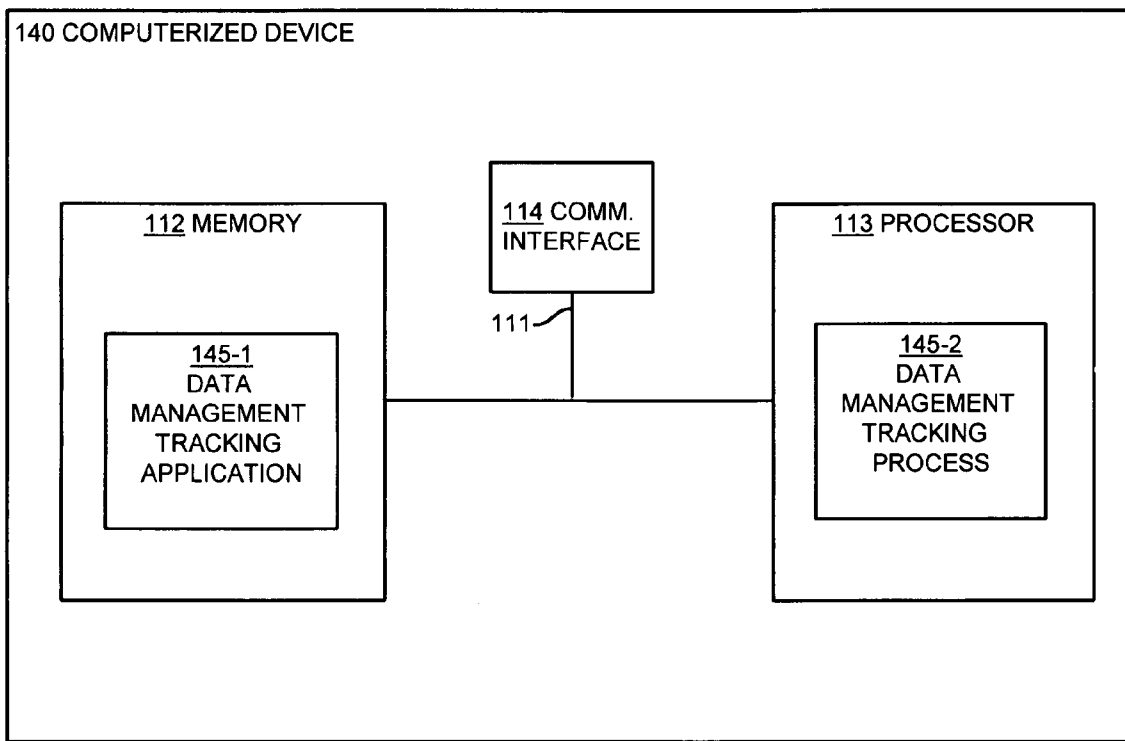 140 COMPUTERIZED DEVICE
114 COMM.
INTERFACE
112 MEMORY
113 PROCESSOR
111
145-1
DATA
MANAGEMENT
TRACKING
APPLICATION
145-2
DATA
MANAGEMENT
TRACKING
PROCESS